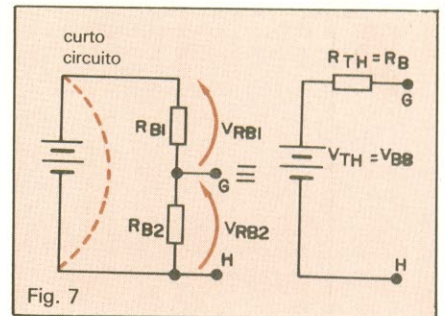 curto
circuito
RB1
VRB1
G
≡
RB2
VRB2
H
RTH=RB
G
VTH=VBB
H
Fig. 7